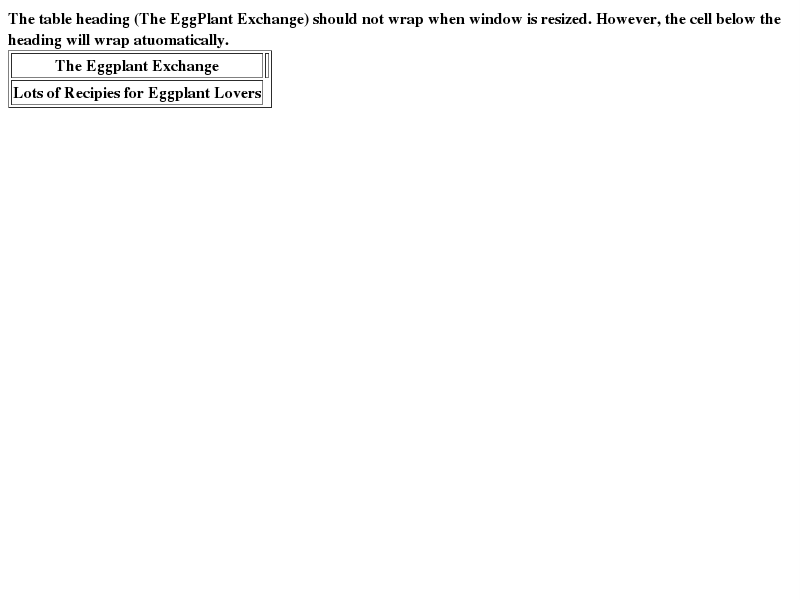 The table heading (The EggPlant Exchange) should not wrap when window is resized. However, the cell below the
heading will wrap atuomatically.
The Eggplant Exchange
Lots of Recipies for Eggplant Lovers